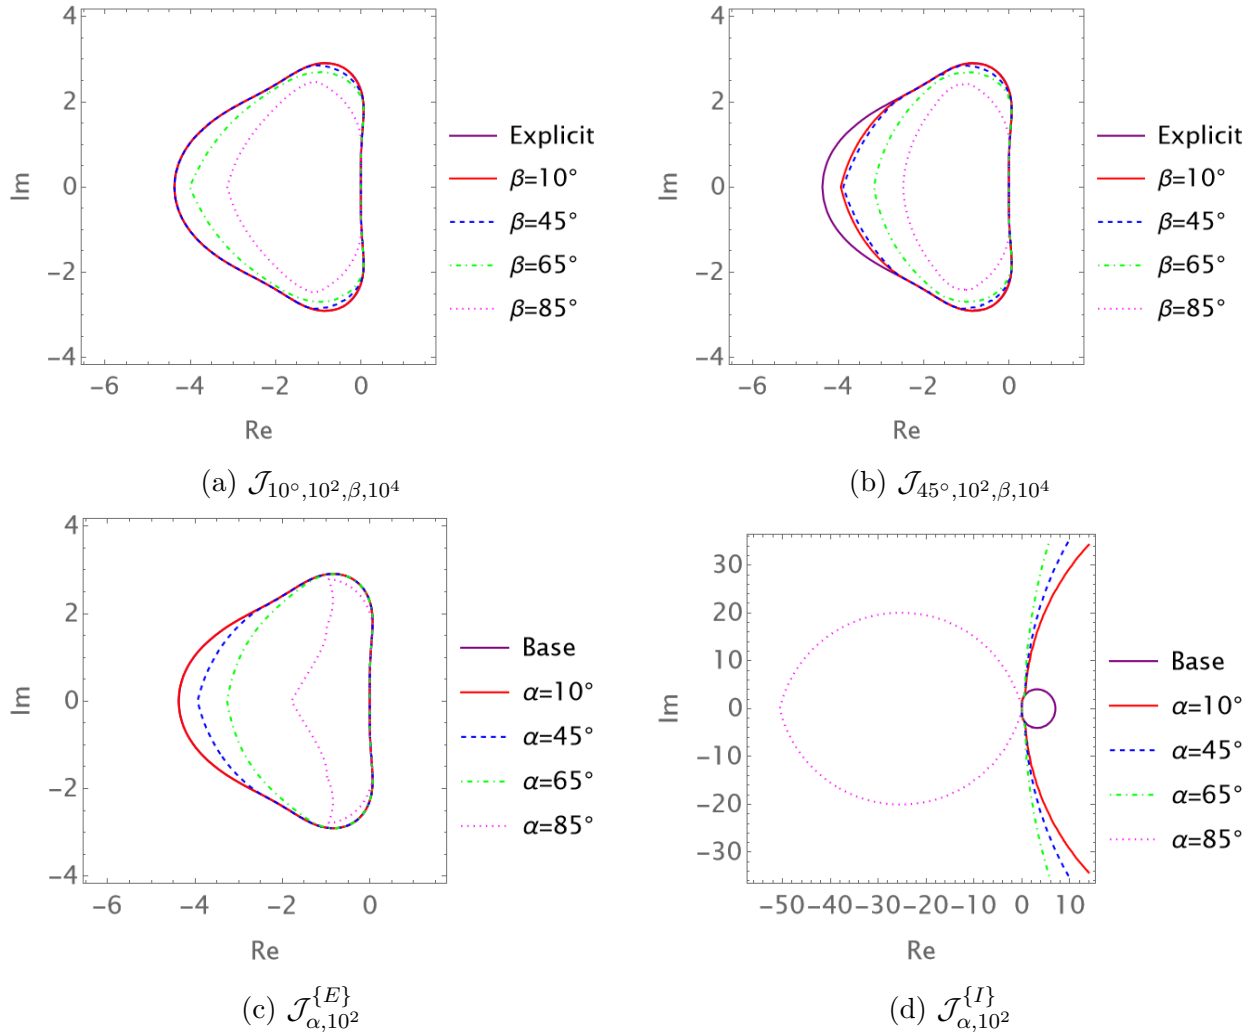 4
2
0
−2
−4
Im
−6 −4 −2 0
Re
Explicit
β=10°
β=45°
β=65°
β=85°
(a) 𝒥10°,10²,β,10⁴
4
2
0
−2
−4
Im
−6 −4 −2 0
Re
Explicit
β=10°
β=45°
β=65°
β=85°
(b) 𝒥45°,10²,β,10⁴
4
2
0
−2
−4
Im
−6 −4 −2 0
Re
Base
α=10°
α=45°
α=65°
α=85°
(c) 𝒥{E}α,10²
30
20
10
0
−10
−20
−30
Im
−50−40−30−20−10 0 10
Re
Base
α=10°
α=45°
α=65°
α=85°
(d) 𝒥{I}α,10²